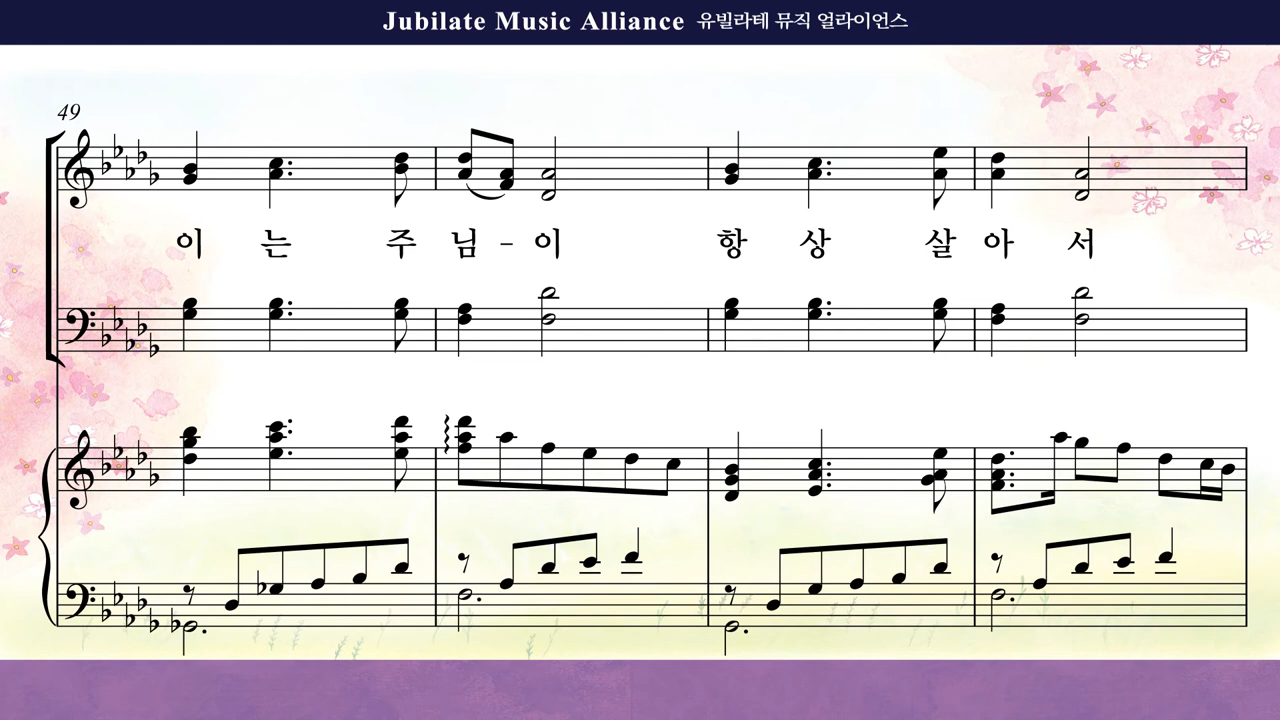 Jubilate Music Alliance 유빌라테 뮤직 얼라이언스
49
이 는 주 님 - 이 항 상 살 아 서